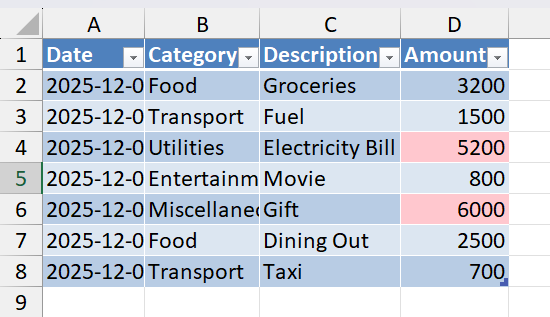 A B C D
1 Date Category Description Amount
2 2025-12-0 Food Groceries 3200
3 2025-12-0 Transport Fuel 1500
4 2025-12-0 Utilities Electricity Bill 5200
5 2025-12-0 Entertainm Movie 800
6 2025-12-0 Miscellane Gift 6000
7 2025-12-0 Food Dining Out 2500
8 2025-12-0 Transport Taxi 700
9